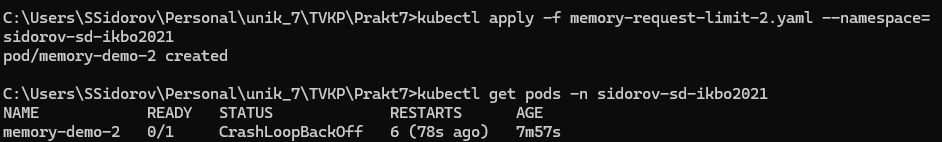 C:\Users\SSidorov\Personal\unik_7\TVKP\Prakt7>kubectl apply -f memory-request-limit-2.yaml --namespace=
sidorov-sd-ikbo2021
pod/memory-demo-2 created
C:\Users\SSidorov\Personal\unik_7\TVKP\Prakt7>kubectl get pods -n sidorov-sd-ikbo2021
NAME            READY   STATUS             RESTARTS      AGE
memory-demo-2   0/1     CrashLoopBackOff   6 (78s ago)   7m57s